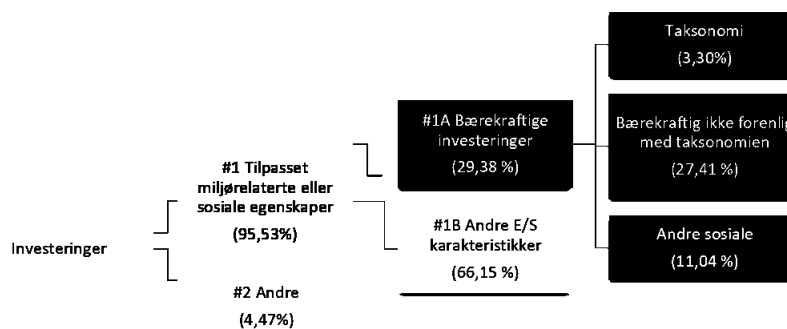 Investeringer
#1 Tilpasset
miljørelaterte eller
sosiale egenskaper
(95,53%)
#2 Andre
(4,47%)
#1A Bærekraftige
investeringer
(29,38 %)
#1B Andre E/S
karakteristikker
(66,15 %)
Taksonomi
(3,30%)
Bærekraftig ikke forenlig
med taksonomien
(27,41 %)
Andre sosiale
(11,04 %)